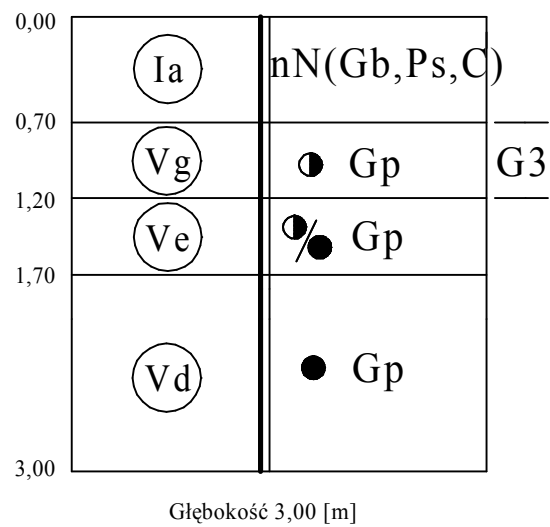 0,00
Ia nN(Gb,Ps,C)
0,70
Vg Gp G3
1,20
Ve Gp
1,70
Vd Gp
3,00
Głębokość 3,00 [m]